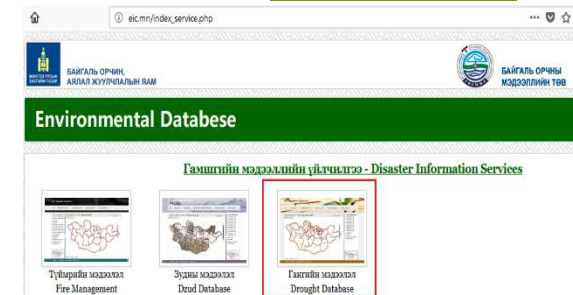 eic.mn/index_service.php
БАЙГАЛЬ ОРЧИН,
АЯЛАЛ ЖУУЛЧЛАЛЫН ЯАМ
БАЙГАЛЬ ОРЧНЫ
МЭДЭЭЛЛИЙН ТӨВ
Environmental Databese
Гамшгийн мэдээллийн үйлчилгээ - Disaster Information Services
Түймрийн мэдээлэл
Fire Management
Зудны мэдээлэл
Dzud Database
Гангийн мэдээлэл
Drought Database